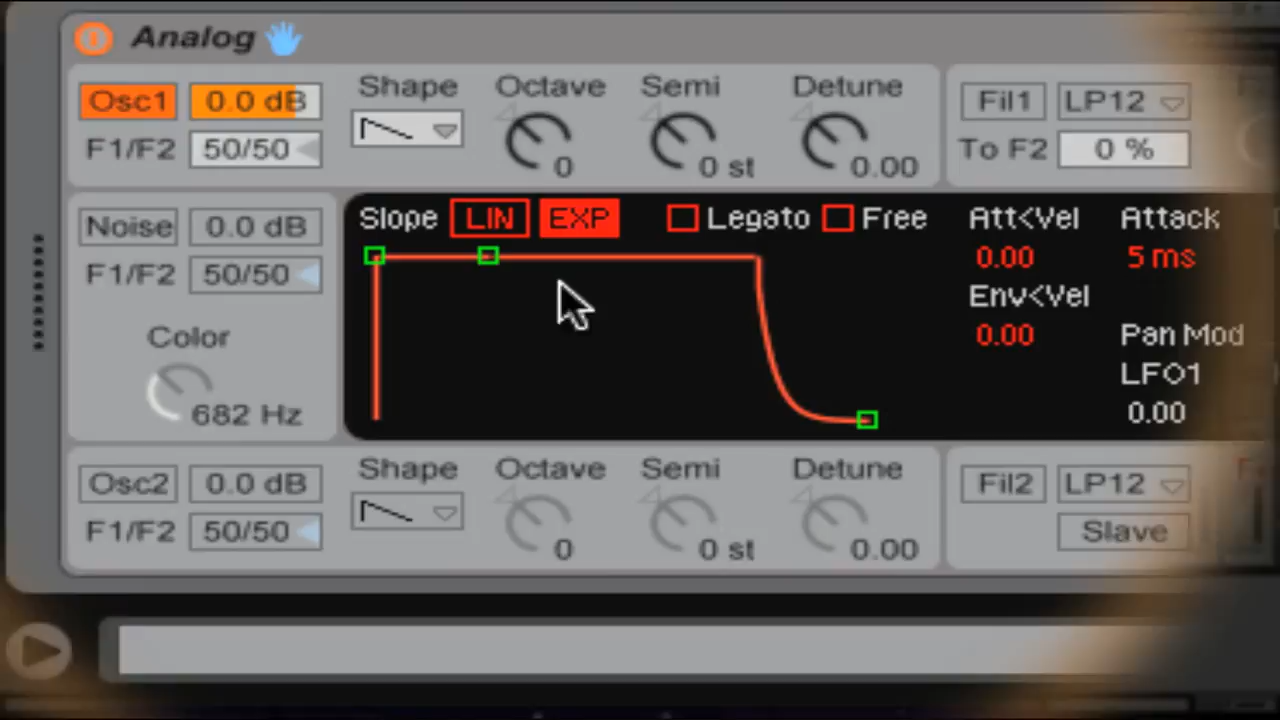 Analog
Osc1 0.0 dB Shape Octave Semi Detune Fil1 LP12
F1/F2 50/50 0 0 st 0.00 To F2 0 %
Noise 0.0 dB Slope LIN EXP Legato Free Att<Vel Attack
F1/F2 50/50 0.00 5 ms
Env<Vel
Color 0.00 Pan Mod
LFO1
682 Hz 0.00
Osc2 0.0 dB Shape Octave Semi Detune Fil2 LP12
F1/F2 50/50 0 0 st 0.00 Slave